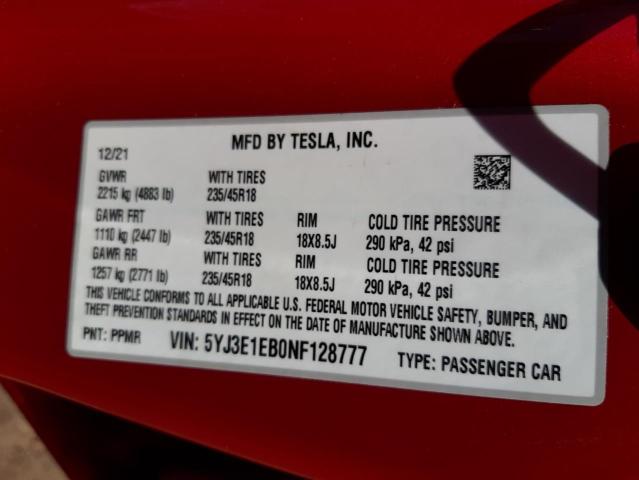 MFD BY TESLA, INC.
12/21
GVWR WITH TIRES
2215 kg (4883 lb) 235/45R18
GAWR FRT WITH TIRES RIM COLD TIRE PRESSURE
1110 kg (2447 lb) 235/45R18 18X8.5J 290 kPa, 42 psi
GAWR RR WITH TIRES RIM COLD TIRE PRESSURE
1257 kg (2771 lb) 235/45R18 18X8.5J 290 kPa, 42 psi
THIS VEHICLE CONFORMS TO ALL APPLICABLE U.S. FEDERAL MOTOR VEHICLE SAFETY, BUMPER, AND
THEFT PREVENTION STANDARDS IN EFFECT ON THE DATE OF MANUFACTURE SHOWN ABOVE.
PNT: PPMR VIN: 5YJ3E1EB0NF128777 TYPE: PASSENGER CAR